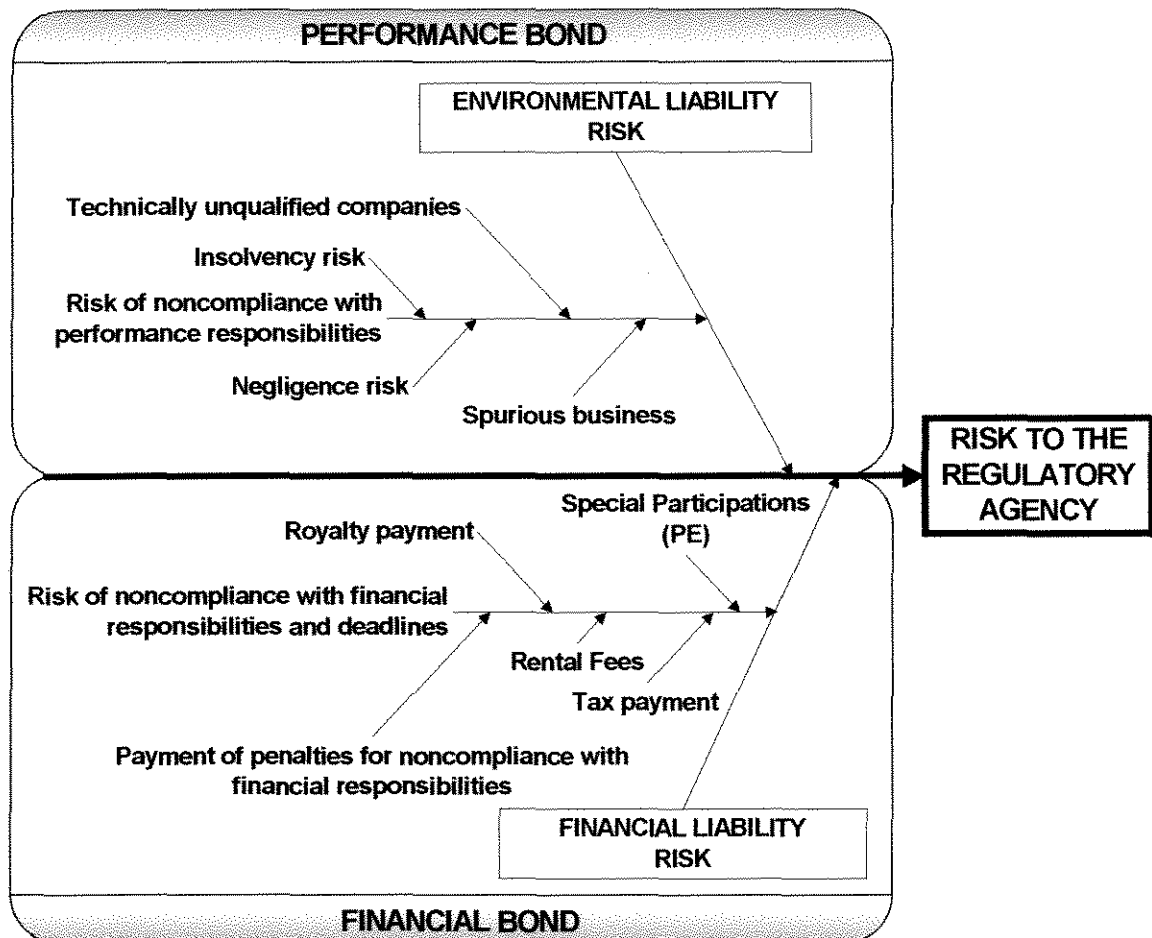 PERFORMANCE BOND
ENVIRONMENTAL LIABILITY
RISK
Technically unqualified companies
Insolvency risk
Risk of noncompliance with
performance responsibilities
Negligence risk
Spurious business
RISK TO THE
REGULATORY
AGENCY
Special Participations
(PE)
Royalty payment
Risk of noncompliance with financial
responsibilities and deadlines
Rental Fees
Tax payment
Payment of penalties for noncompliance with
financial responsibilities
FINANCIAL LIABILITY
RISK
FINANCIAL BOND